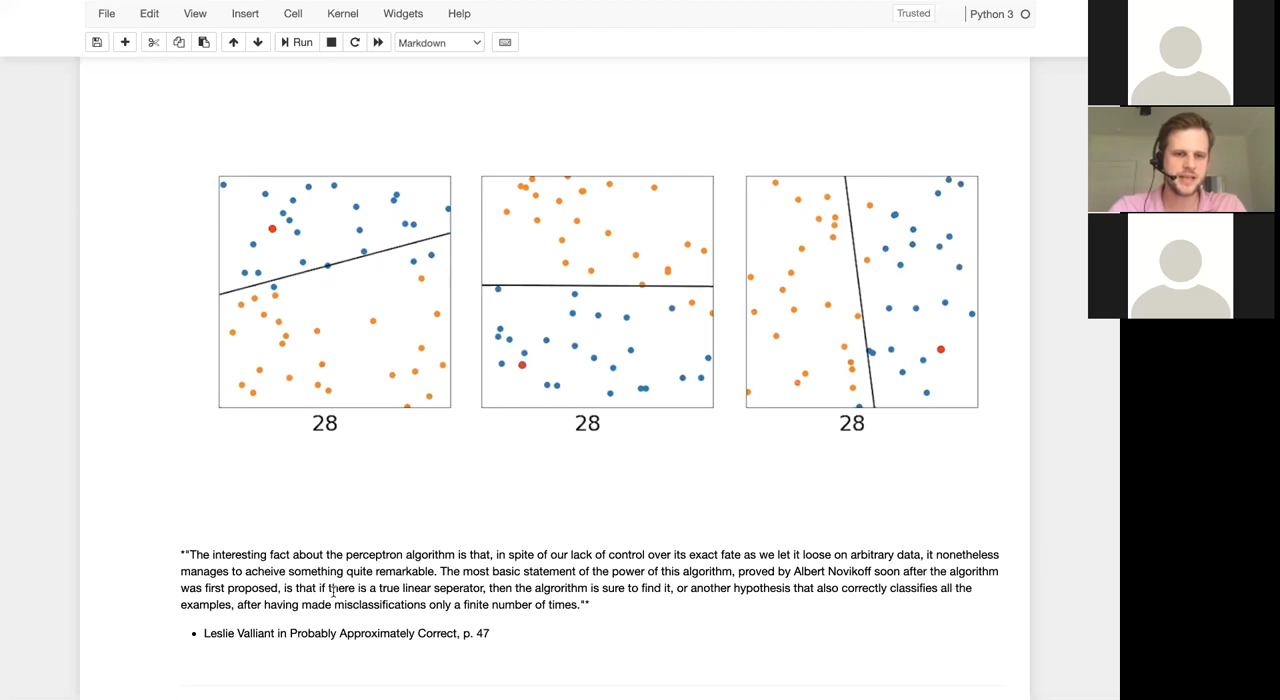 File Edit View Insert Cell Kernel Widgets Help Trusted Python 3
Run Markdown
28 28 28
*"The interesting fact about the perceptron algorithm is that, in spite of our lack of control over its exact fate as we let it loose on arbitrary data, it nonetheless
manages to acheive something quite remarkable. The most basic statement of the power of this algorithm, proved by Albert Novikoff soon after the algorithm
was first proposed, is that if there is a true linear seperator, then the algrorithm is sure to find it, or another hypothesis that also correctly classifies all the
examples, after having made misclassifications only a finite number of times."*
• Leslie Valliant in Probably Approximately Correct, p. 47